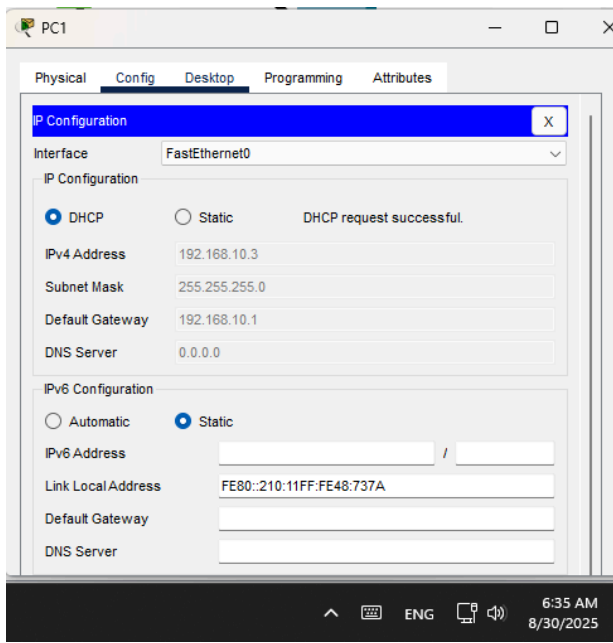 PC1
Physical Config Desktop Programming Attributes
IP Configuration X
Interface FastEthernet0
IP Configuration
DHCP Static DHCP request successful.
IPv4 Address 192.168.10.3
Subnet Mask 255.255.255.0
Default Gateway 192.168.10.1
DNS Server 0.0.0.0
IPv6 Configuration
Automatic Static
IPv6 Address /
Link Local Address FE80::210:11FF:FE48:737A
Default Gateway
DNS Server
ENG 6:35 AM
8/30/2025